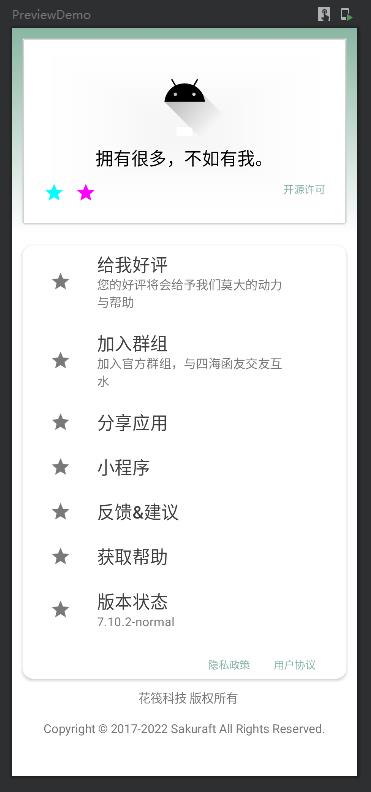 PreviewDemo
拥有很多，不如有我。
开源许可
给我好评
您的好评将会给予我们莫大的动力
与帮助
加入群组
加入官方群组，与四海函友交友互
水
分享应用
小程序
反馈&建议
获取帮助
版本状态
7.10.2-normal
隐私政策 用户协议
花筏科技 版权所有
Copyright © 2017-2022 Sakuraft All Rights Reserved.